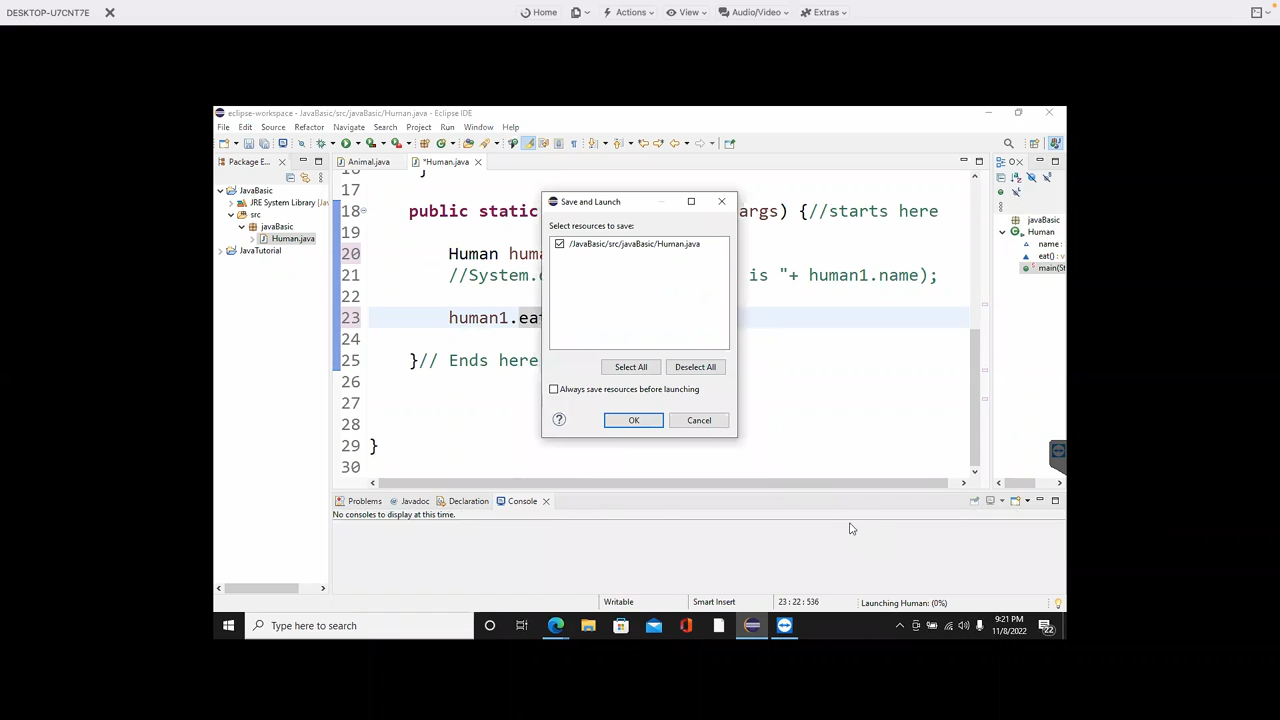 DESKTOP-U7CNT7E
Home
Actions
View
Audio/Video
Extras
eclipse-workspace - JavaBasic/src/javaBasic/Human.java - Eclipse IDE
File Edit Source Refactor Navigate Search Project Run Window Help
Package E...
Animal.java
*Human.java
JavaBasic
JRE System Library [Jav
src
javaBasic
Human.java
JavaTutorial
17
18 public static args) {//starts here
19
20 Human
21 //System. is "+ human1.name);
22
23 human1.eat
24
25 }// Ends here
26
27
28
29 }
30
Save and Launch
Select resources to save:
/JavaBasic/src/javaBasic/Human.java
Select All Deselect All
Always save resources before launching
OK Cancel
javaBasic
Human
name :
eat() :
main(St
Problems Javadoc Declaration Console
No consoles to display at this time.
Writable Smart Insert 23 : 22 : 536 Launching Human: (0%)
Type here to search
9:21 PM
11/8/2022
22